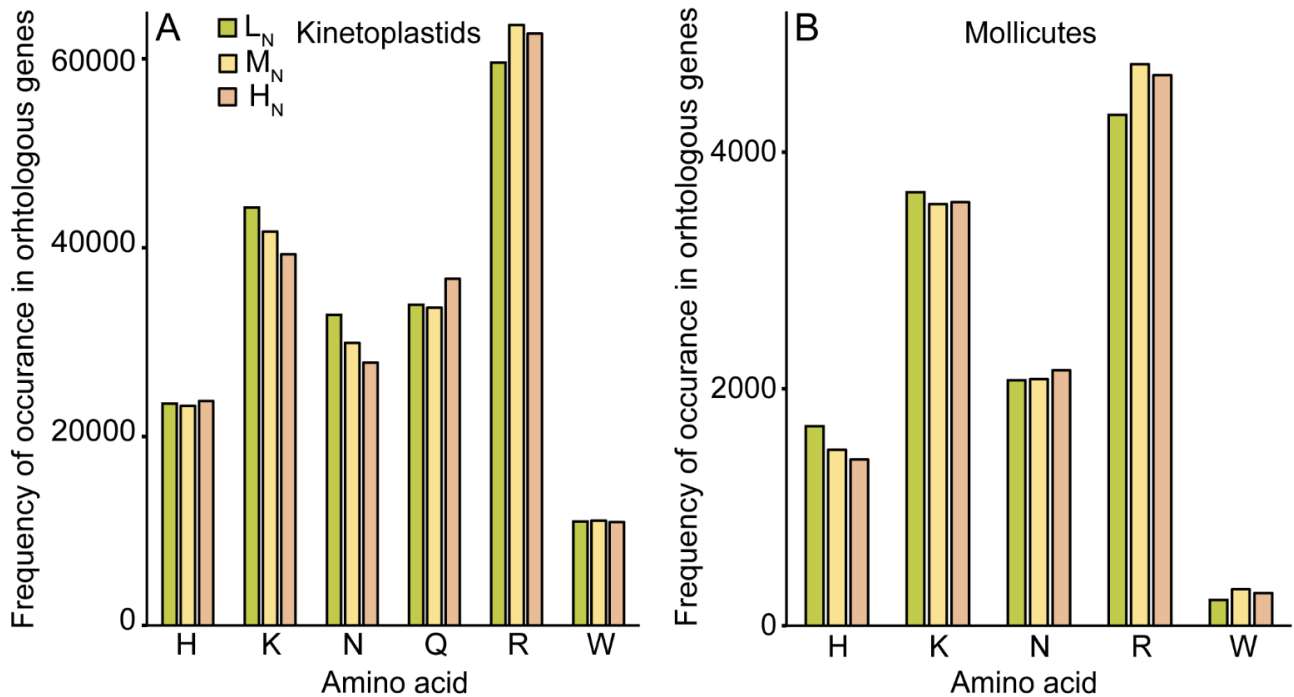 A
L_N
M_N
H_N
Kinetoplastids
Frequency of occurance in orhtologous genes
60000
40000
20000
0
H K N Q R W
Amino acid
B
Mollicutes
Frequency of occurance in orhtologous genes
4000
2000
0
H K N R W
Amino acid